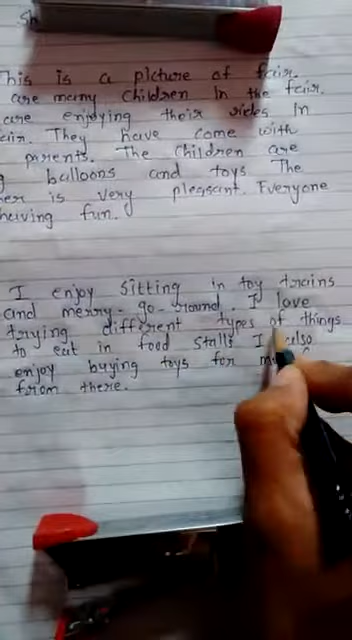 Sh
This is a picture of fair.
are many children in the fair.
are enjoying their rides in
air. They have come with
parents. The children are
g balloons and toys The
her is very pleasant. Everyone
having fun.
I enjoy sitting in toy trains
and merry-go-round. I love
trying different types of things
to eat in food stalls I also
enjoy buying toys for
from there.